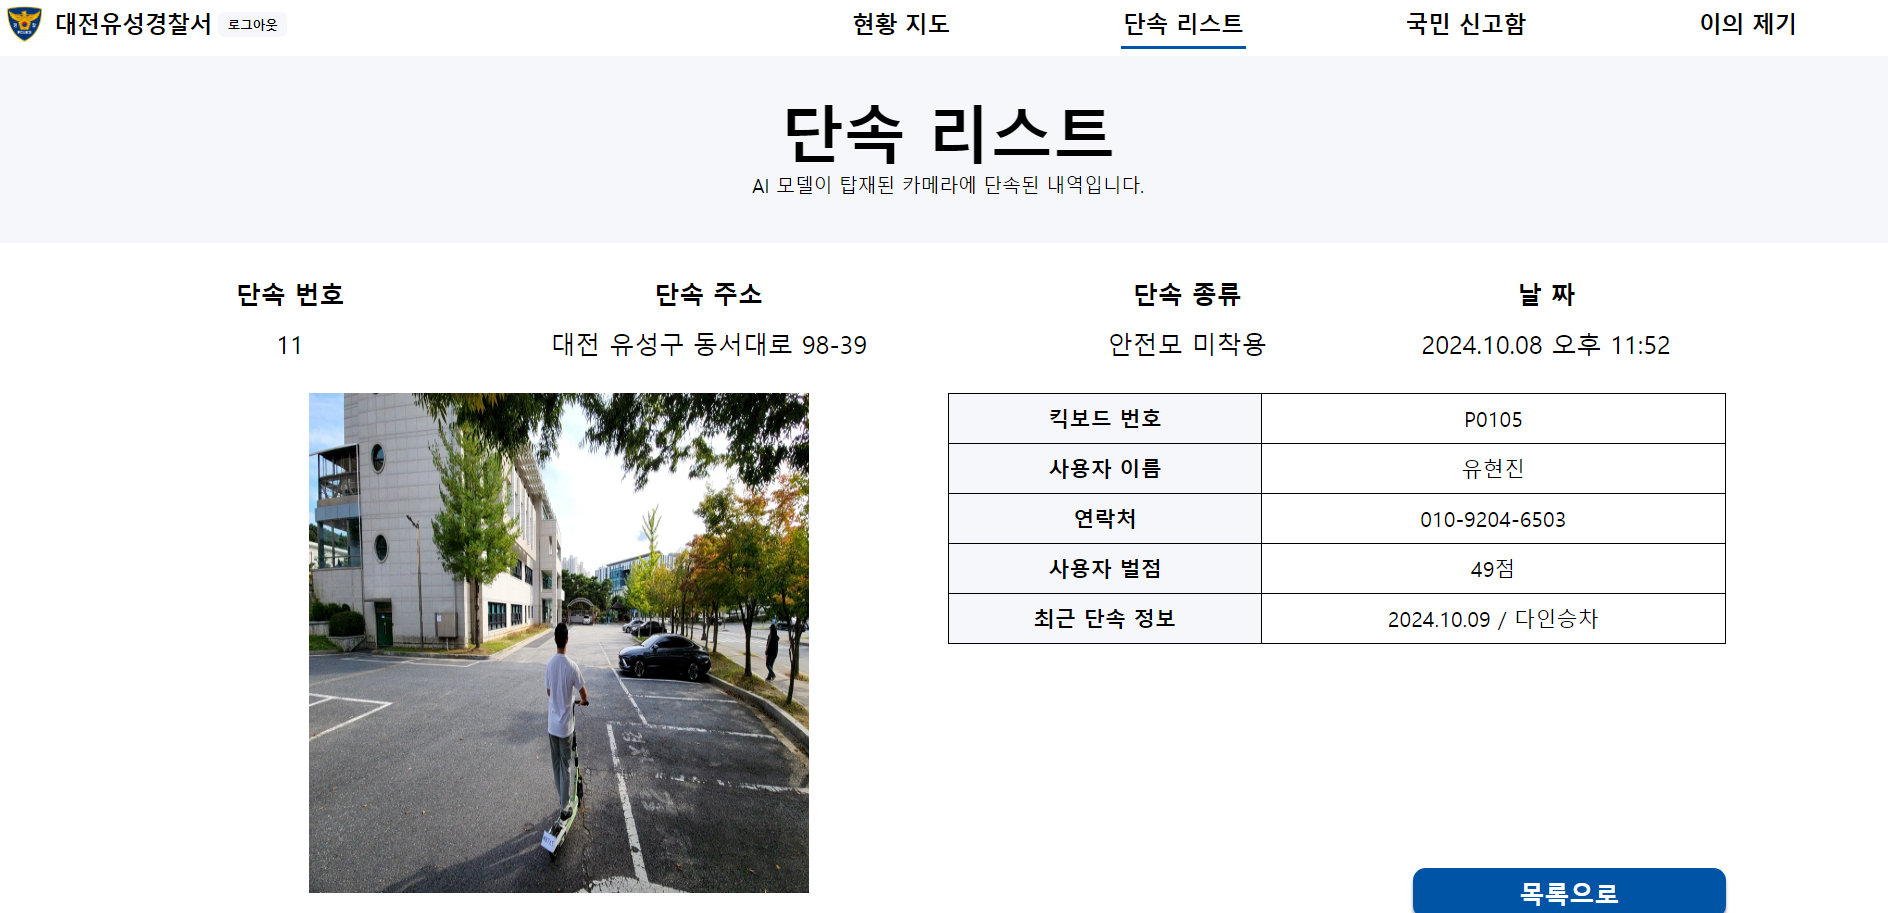 대전유성경찰서 로그아웃 현황 지도 단속 리스트 국민 신고함 이의 제기
단속 리스트
AI 모델이 탑재된 카메라에 단속된 내역입니다.
단속 번호 단속 주소 단속 종류 날 짜
11 대전 유성구 동서대로 98-39 안전모 미착용 2024.10.08 오후 11:52
킥보드 번호 P0105
사용자 이름 유현진
연락처 010-9204-6503
사용자 벌점 49점
최근 단속 정보 2024.10.09 / 다인승차
목록으로